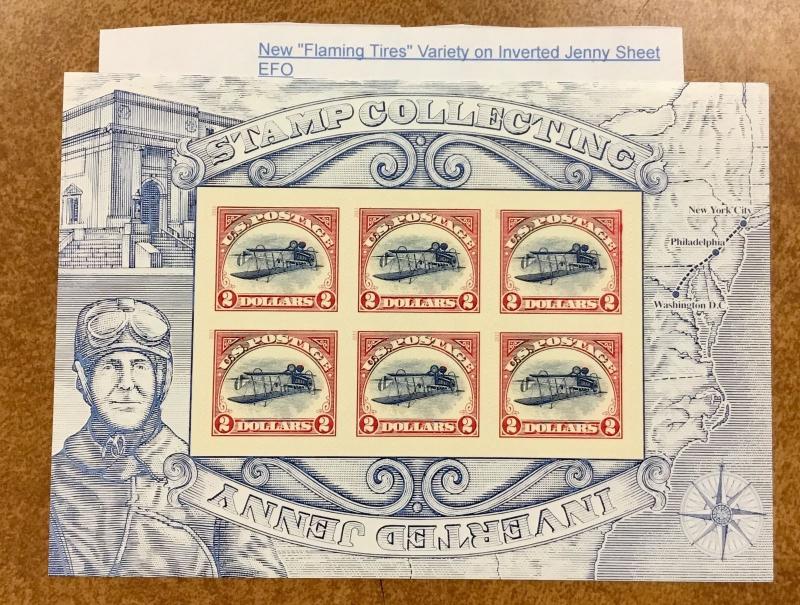 New "Flaming Tires" Variety on Inverted Jenny Sheet
EFO
STAMP COLLECTING
New York City
Philadelphia
Washington D.C.
U.S. POSTAGE
2 DOLLARS 2
U.S. POSTAGE
2 DOLLARS 2
U.S. POSTAGE
2 DOLLARS 2
U.S. POSTAGE
2 DOLLARS 2
U.S. POSTAGE
2 DOLLARS 2
U.S. POSTAGE
2 DOLLARS 2
INVERTED JENNY